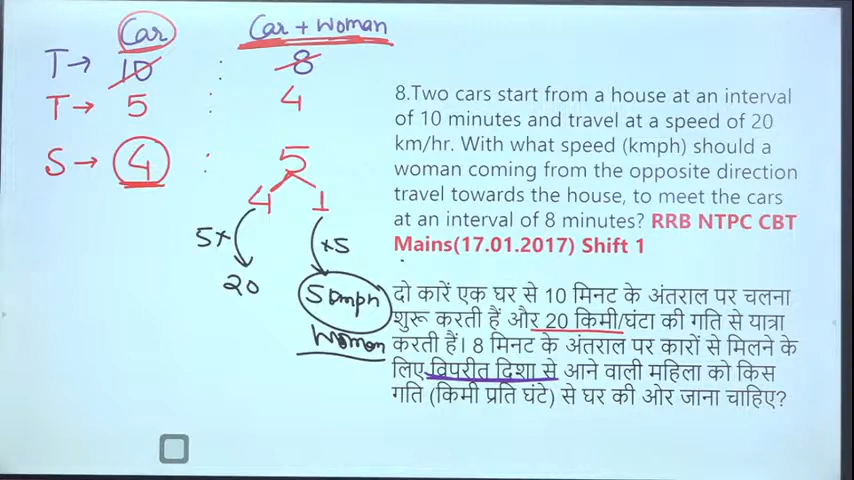 Car Car + Woman
T→ 10 : 8
T→ 5 : 4
S→ 4 : 5
4 1
5x x5
20 5 kmph
Woman
8.Two cars start from a house at an interval
of 10 minutes and travel at a speed of 20
km/hr. With what speed (kmph) should a
woman coming from the opposite direction
travel towards the house, to meet the cars
at an interval of 8 minutes? RRB NTPC CBT
Mains(17.01.2017) Shift 1
दो कारें एक घर से 10 मिनट के अंतराल पर चलना
शुरू करती हैं और 20 किमी/घंटा की गति से यात्रा
करती हैं। 8 मिनट के अंतराल पर कारों से मिलने के
लिए विपरीत दिशा से आने वाली महिला को किस
गति (किमी प्रति घंटे) से घर की ओर जाना चाहिए?